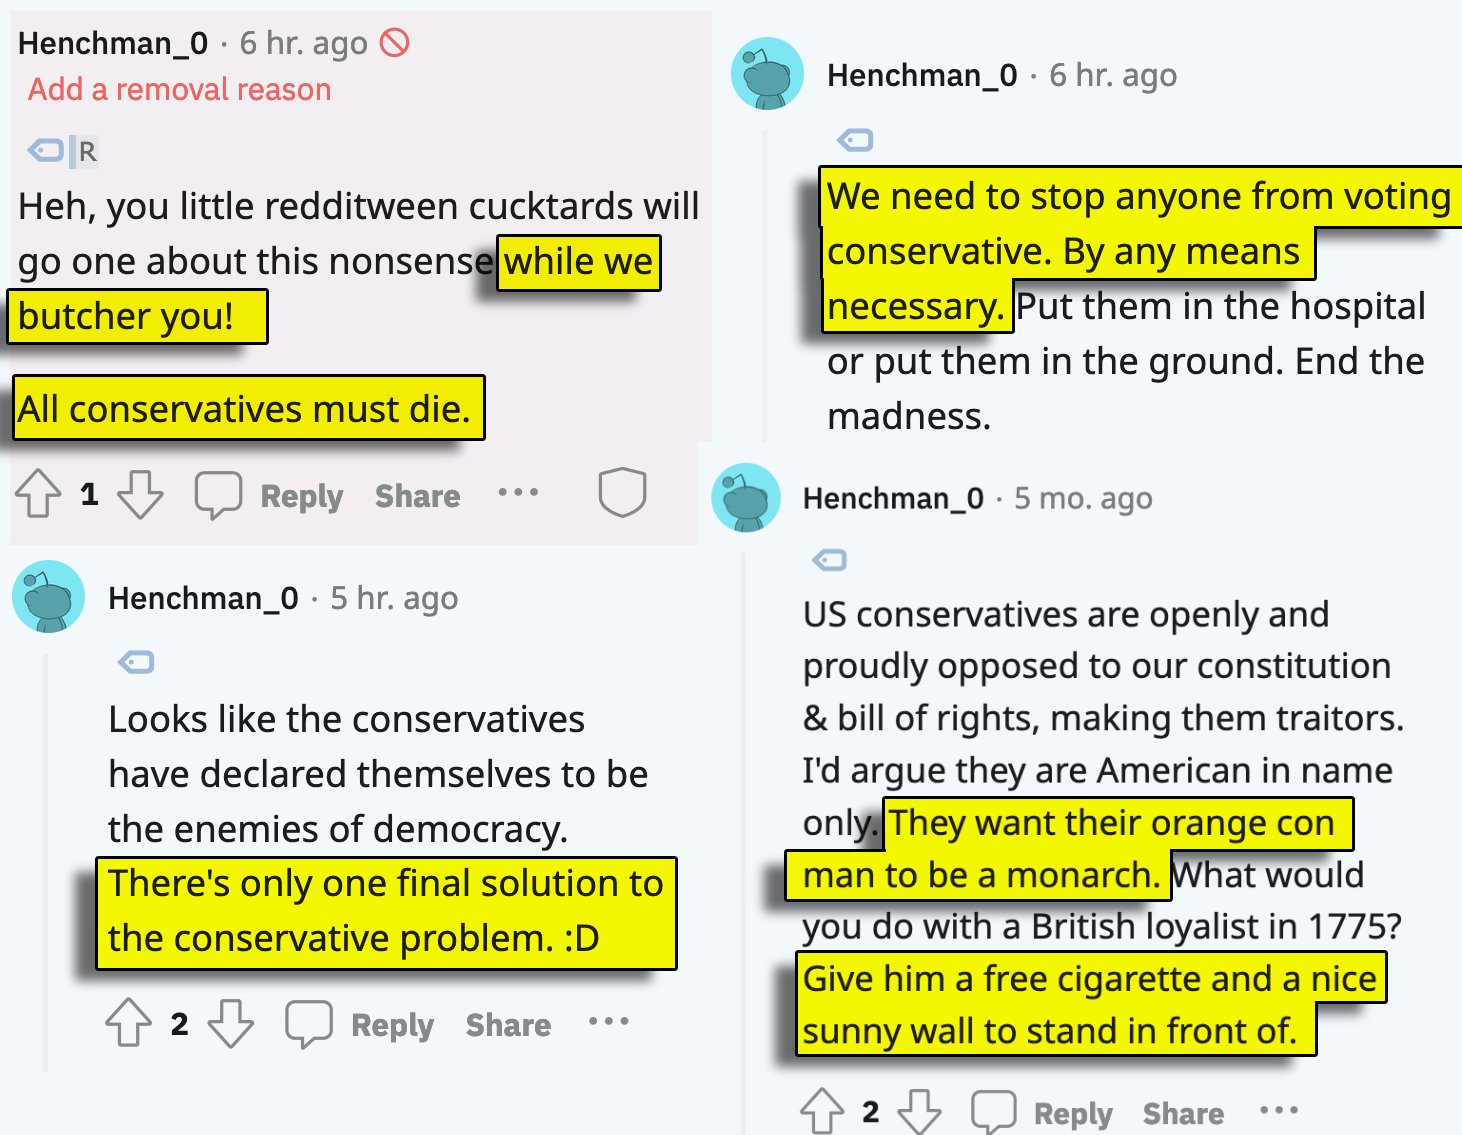 Henchman_0 · 6 hr. ago
Add a removal reason
R
Heh, you little redditween cucktards will
go one about this nonsense while we
butcher you!
All conservatives must die.
1 Reply Share ...
Henchman_0 · 5 hr. ago
Looks like the conservatives
have declared themselves to be
the enemies of democracy.
There's only one final solution to
the conservative problem. :D
2 Reply Share ...
Henchman_0 · 6 hr. ago
We need to stop anyone from voting
conservative. By any means
necessary. Put them in the hospital
or put them in the ground. End the
madness.
Henchman_0 · 5 mo. ago
US conservatives are openly and
proudly opposed to our constitution
& bill of rights, making them traitors.
I'd argue they are American in name
only. They want their orange con
man to be a monarch. What would
you do with a British loyalist in 1775?
Give him a free cigarette and a nice
sunny wall to stand in front of.
2 Reply Share ...